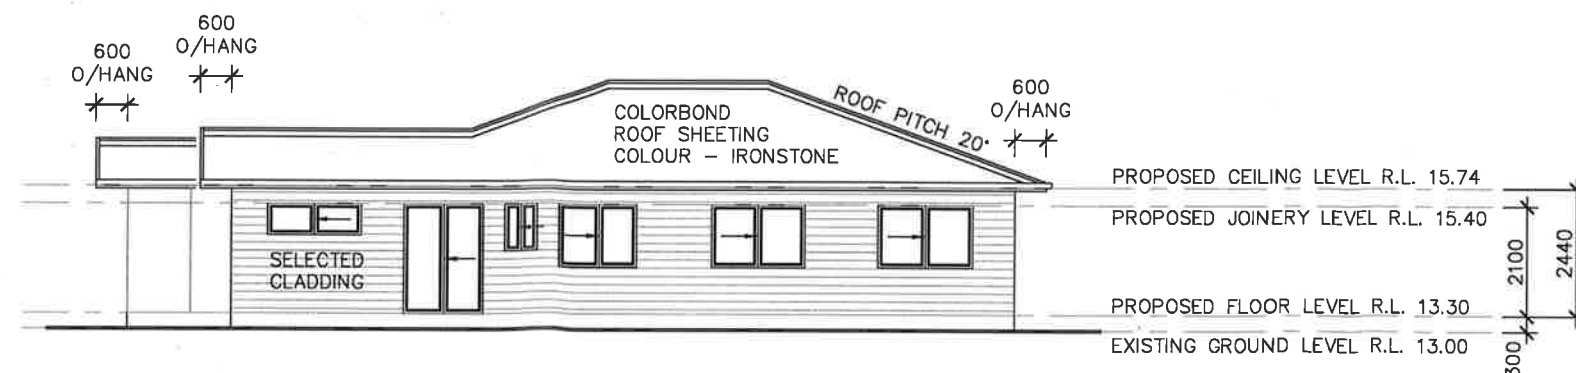 600
O/HANG
600
O/HANG
600
O/HANG
COLORBOND
ROOF SHEETING
COLOUR – IRONSTONE
ROOF PITCH 20°
SELECTED
CLADDING
PROPOSED CEILING LEVEL R.L. 15.74
PROPOSED JOINERY LEVEL R.L. 15.40
PROPOSED FLOOR LEVEL R.L. 13.30
EXISTING GROUND LEVEL R.L. 13.00
2100
2440
300